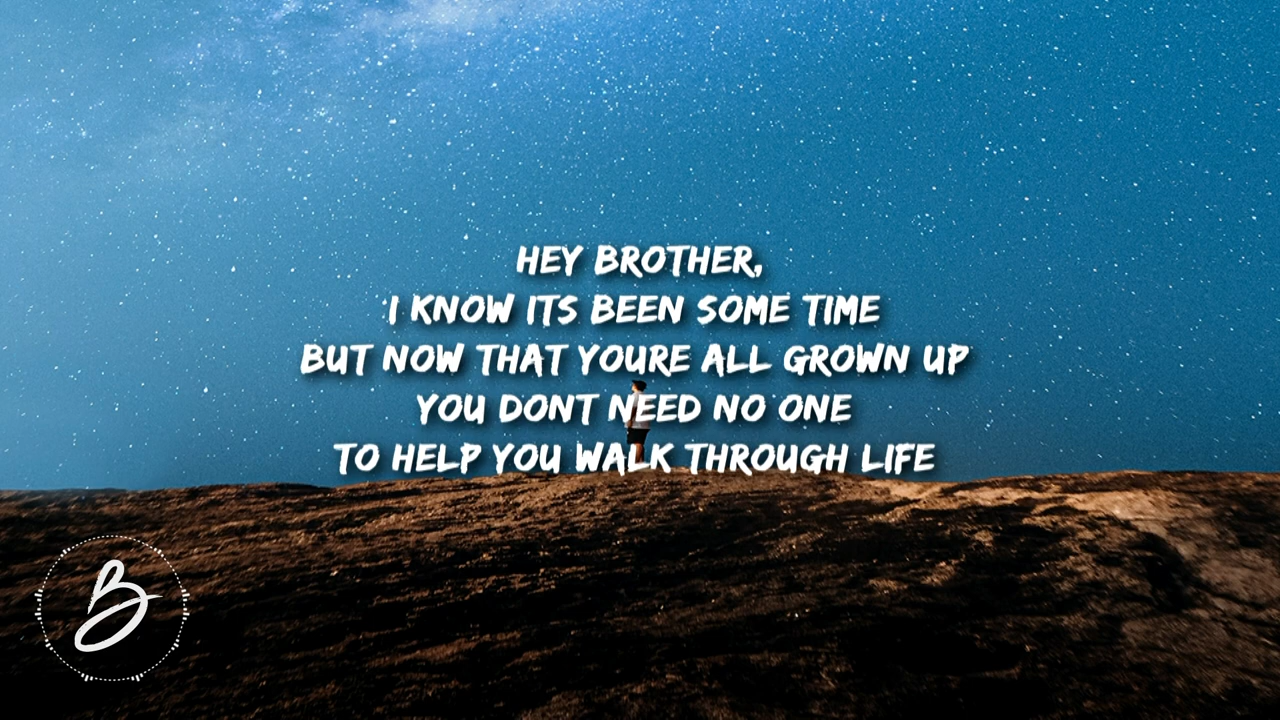 HEY BROTHER,
I KNOW ITS BEEN SOME TIME
BUT NOW THAT YOURE ALL GROWN UP
YOU DONT NEED NO ONE
TO HELP YOU WALK THROUGH LIFE
B